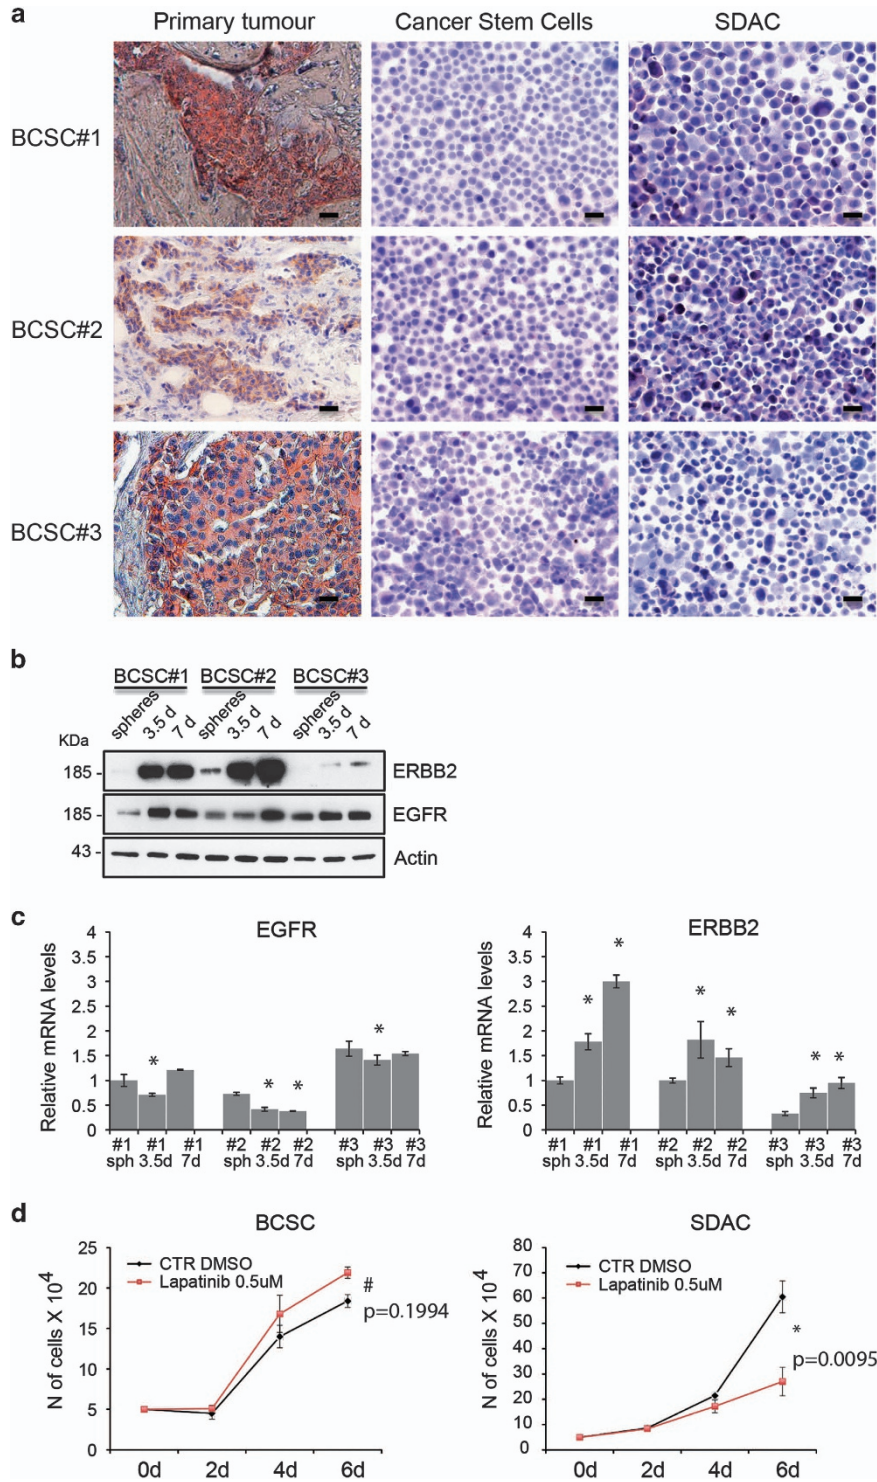 a
Primary tumour Cancer Stem Cells SDAC
BCSC#1
BCSC#2
BCSC#3
b
BCSC#1 BCSC#2 BCSC#3
spheres 3.5 d 7 d spheres 3.5 d 7 d spheres 3.5 d 7 d
KDa
185 - ERBB2
185 - EGFR
43 - Actin
c
EGFR
Relative mRNA levels
4
3.5
3
2.5
2
1.5
1
0.5
0
* * * *
#1 #1 #1 #2 #2 #2 #3 #3 #3
sph 3.5d 7d sph 3.5d 7d sph 3.5d 7d
ERBB2
Relative mRNA levels
4
3.5
3
2.5
2
1.5
1
0.5
0
* * * * * *
#1 #1 #1 #2 #2 #2 #3 #3 #3
sph 3.5d 7d sph 3.5d 7d sph 3.5d 7d
d
BCSC
N of cells X 10^4
25
20
15
10
5
0
CTR DMSO
Lapatinib 0.5uM
#
p=0.1994
0d 2d 4d 6d
SDAC
N of cells X 10^4
80
70
60
50
40
30
20
10
0
CTR DMSO
Lapatinib 0.5uM
*
p=0.0095
0d 2d 4d 6d